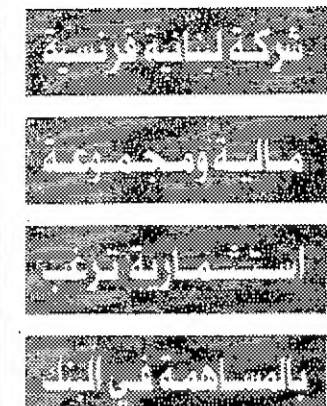 شركة لبنانية فرنسية
مالية ومجموعة
استثمارية ترغب
بالمساهمة في البنك